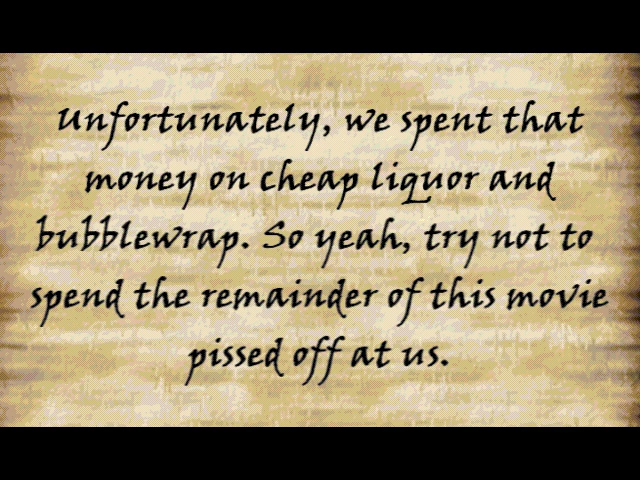 Unfortunately, we spent that
money on cheap liquor and
bubblewrap. So yeah, try not to
spend the remainder of this movie
pissed off at us.